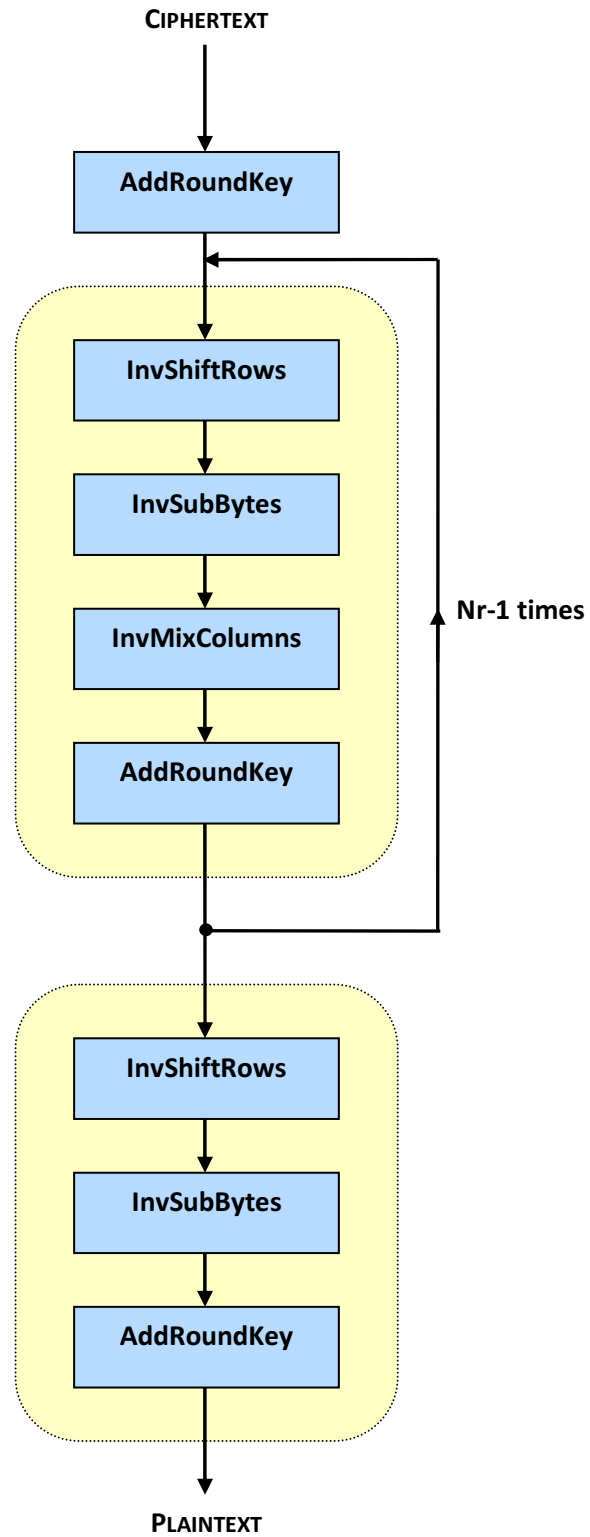 CIPHERTEXT
AddRoundKey
InvShiftRows
InvSubBytes
InvMixColumns
Nr-1 times
AddRoundKey
InvShiftRows
InvSubBytes
AddRoundKey
PLAINTEXT